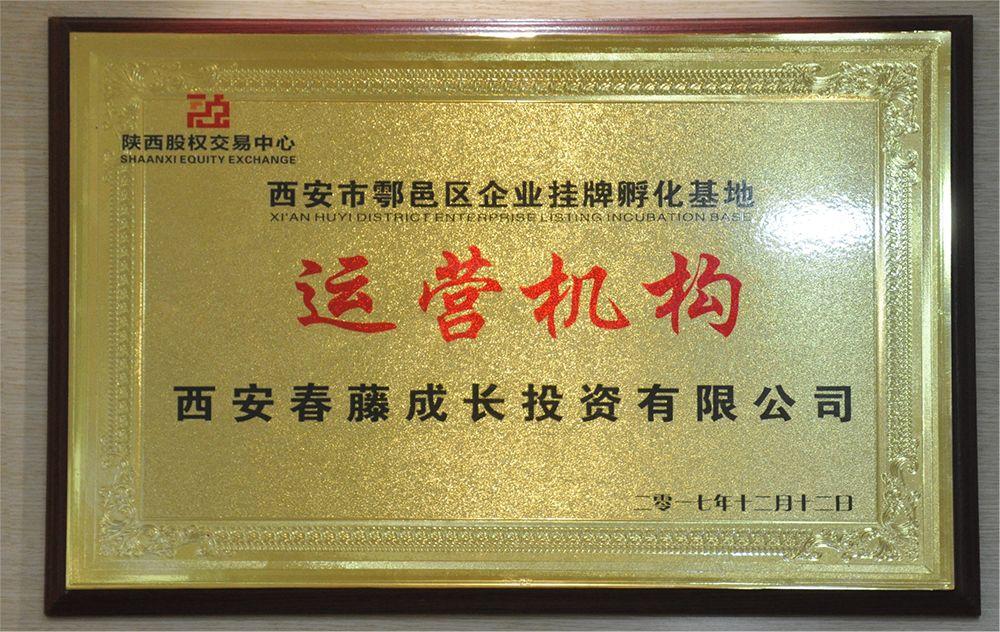 陕西股权交易中心
SHAANXI EQUITY EXCHANGE
西安市鄠邑区企业挂牌孵化基地
XI'AN HUYI DISTRICT ENTERPRISE LISTING INCUBATION BASE
运营机构
西安春藤成长投资有限公司
二零一七年十二月十二日